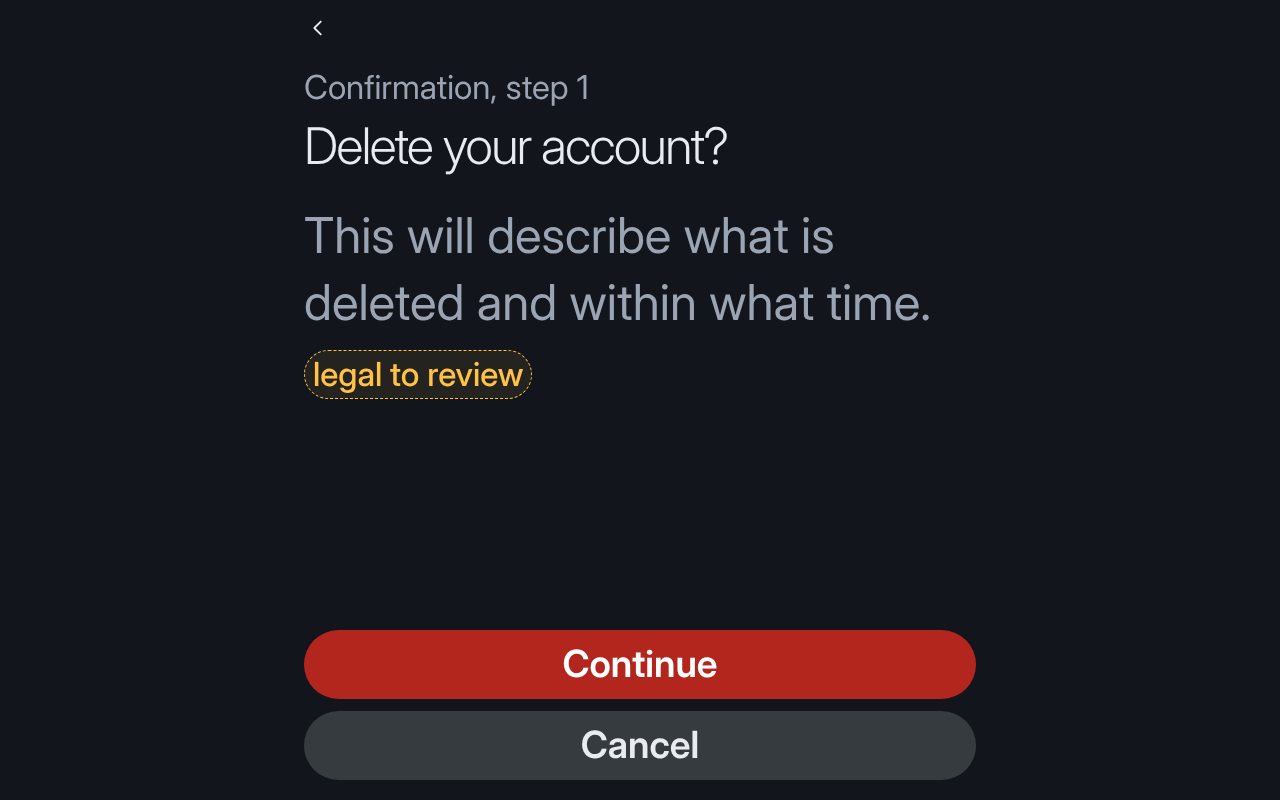 Confirmation, step 1
Delete your account?
This will describe what is
deleted and within what time.
legal to review
Continue
Cancel